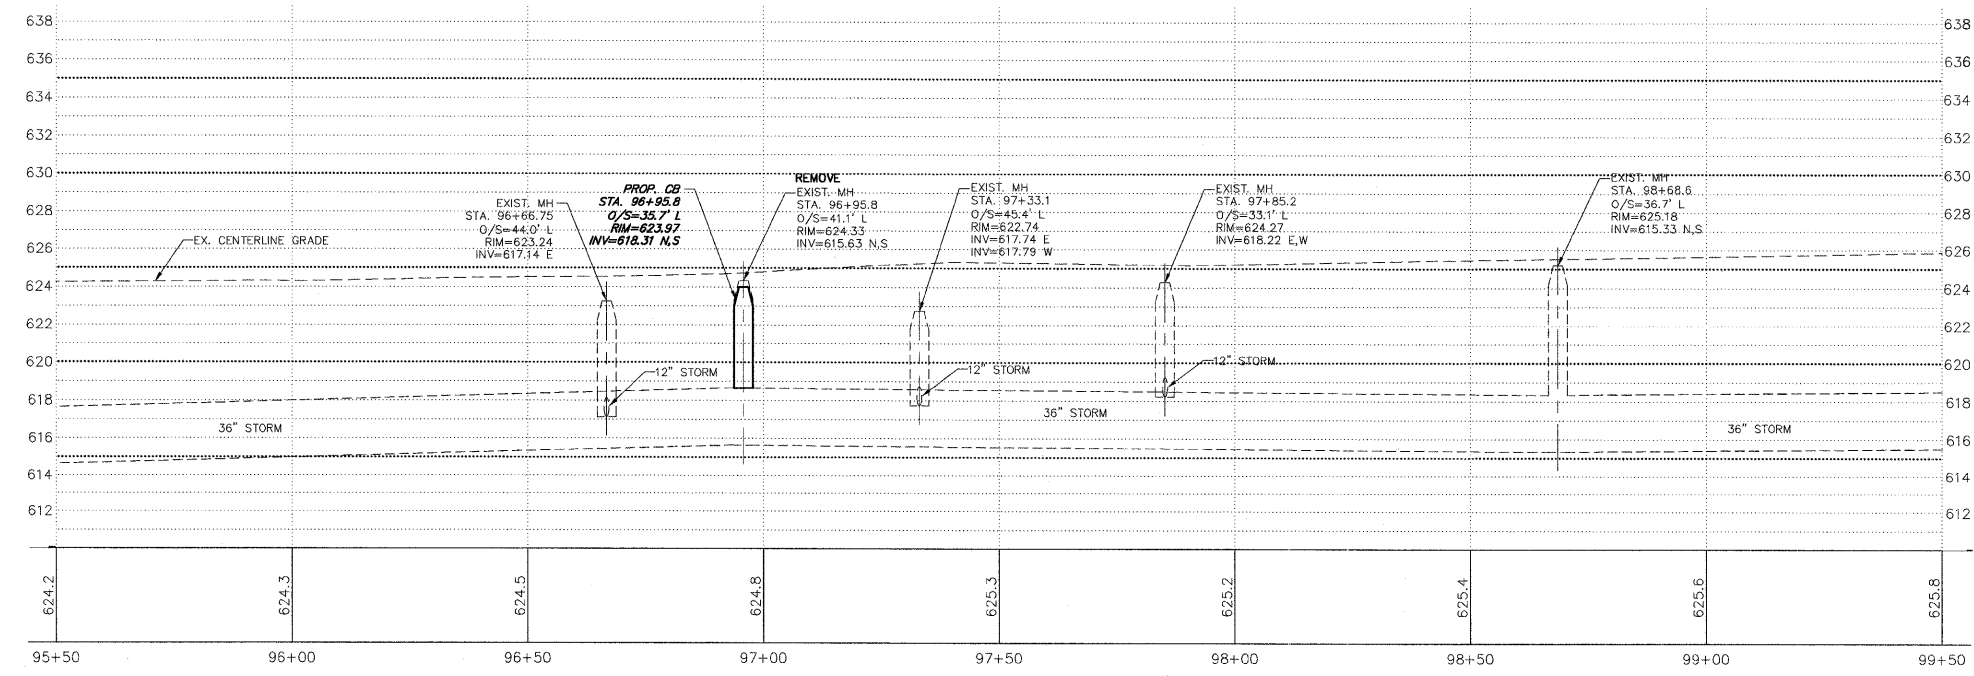 638
636
634
632
630
628
626
624
622
620
618
616
614
612
638
636
634
632
630
628
626
624
622
620
618
616
614
612
EX. CENTERLINE GRADE
EXIST. MH
STA. 96+66.75
O/S=44.0' L
RIM=623.24
INV=617.14 E
PROP. CB
STA. 96+95.8
O/S=35.7' L
RIM=623.97
INV=618.31 N,S
REMOVE
EXIST. MH
STA. 96+95.8
O/S=41.1' L
RIM=624.33
INV=615.63 N,S
EXIST. MH
STA. 97+33.1
O/S=45.4' L
RIM=622.74
INV=617.74 E
INV=617.79 W
EXIST. MH
STA. 97+85.2
O/S=33.1' L
RIM=624.27
INV=618.22 E,W
EXIST. MH
STA. 98+68.6
O/S=36.7' L
RIM=625.18
INV=615.33 N,S
12" STORM
12" STORM
12" STORM
36" STORM
36" STORM
36" STORM
624.2
624.3
624.5
624.8
625.3
625.2
625.4
625.6
625.8
95+50
96+00
96+50
97+00
97+50
98+00
98+50
99+00
99+50